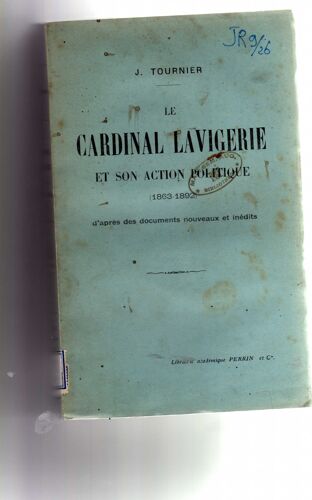 JR9/26
J. TOURNIER
LE
CARDINAL LAVIGERIE
ET SON ACTION POLITIQUE
(1863-1892)
d'après des documents nouveaux et inédits
Librairie académique PERRIN et Cie.